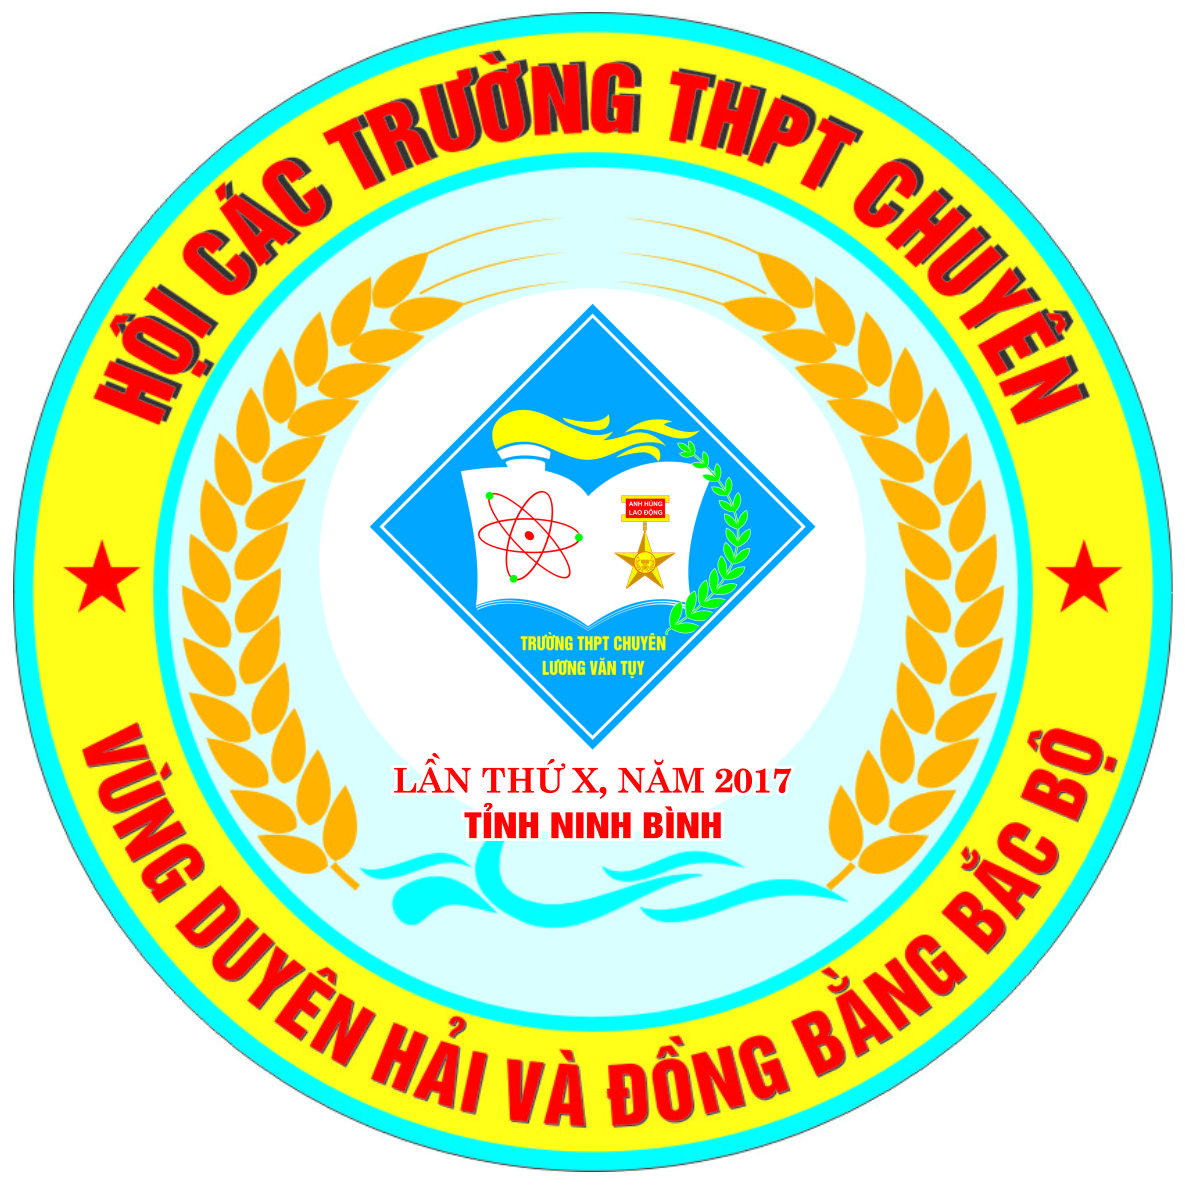 HỘI CÁC TRƯỜNG THPT CHUYÊN
ANH HÙNG
LAO ĐỘNG
TRƯỜNG THPT CHUYÊN
LƯƠNG VĂN TỤY
LẦN THỨ X, NĂM 2017
TỈNH NINH BÌNH
VÙNG DUYÊN HẢI VÀ ĐỒNG BẰNG BẮC BỘ